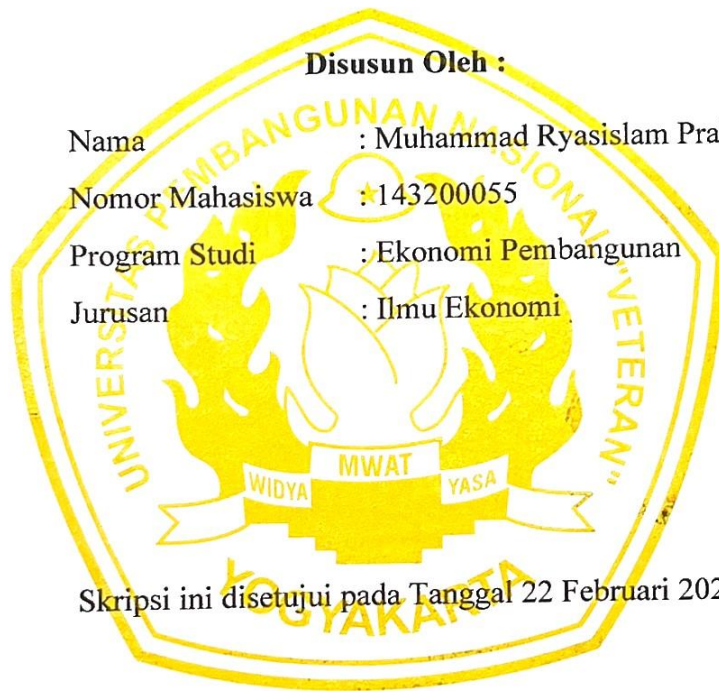 Disusun Oleh :
Nama : Muhammad Ryasislam Pra
Nomor Mahasiswa : 143200055
Program Studi : Ekonomi Pembangunan
Jurusan : Ilmu Ekonomi
UNIVERSITAS PEMBANGUNAN NASIONAL "VETERAN"
WIDYA MWAT YASA
YOGYAKARTA
Skripsi ini disetujui pada Tanggal 22 Februari 202